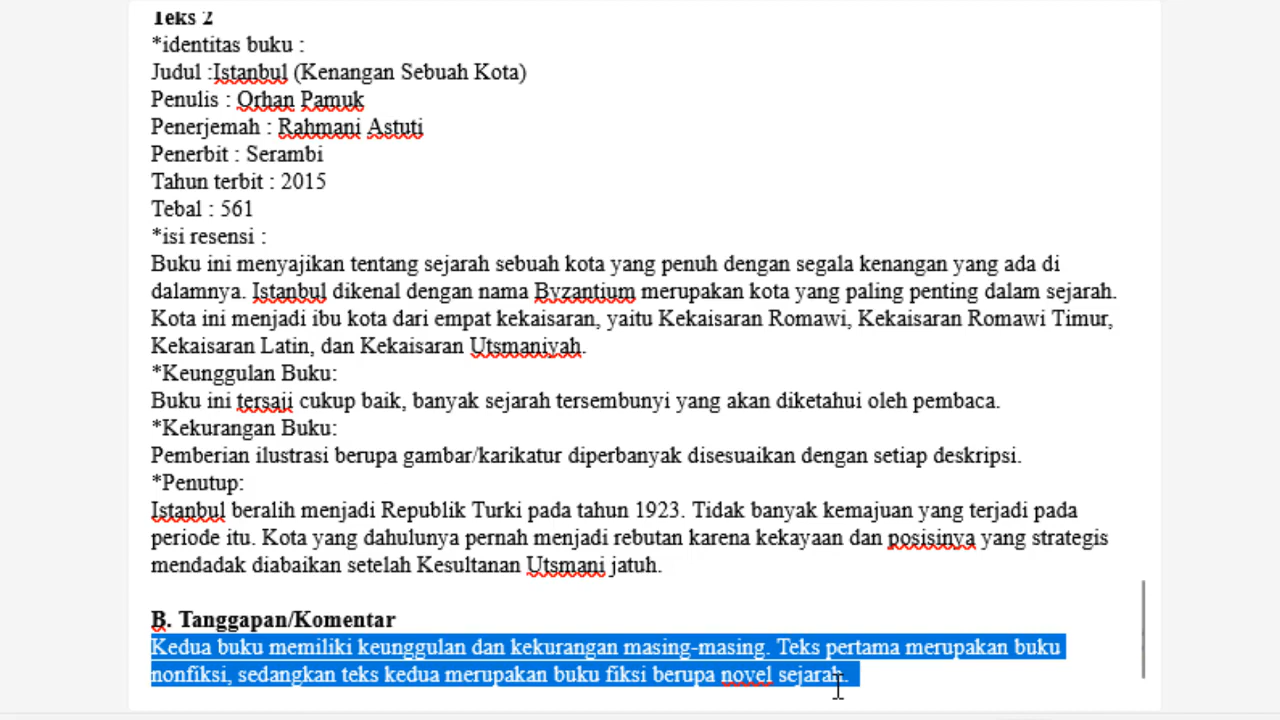 Teks 2
*identitas buku :
Judul :Istanbul (Kenangan Sebuah Kota)
Penulis : Orhan Pamuk
Penerjemah : Rahmani Astuti
Penerbit : Serambi
Tahun terbit : 2015
Tebal : 561
*isi resensi :
Buku ini menyajikan tentang sejarah sebuah kota yang penuh dengan segala kenangan yang ada di
dalamnya. Istanbul dikenal dengan nama Byzantium merupakan kota yang paling penting dalam sejarah.
Kota ini menjadi ibu kota dari empat kekaisaran, yaitu Kekaisaran Romawi, Kekaisaran Romawi Timur,
Kekaisaran Latin, dan Kekaisaran Utsmaniyah.
*Keunggulan Buku:
Buku ini tersaji cukup baik, banyak sejarah tersembunyi yang akan diketahui oleh pembaca.
*Kekurangan Buku:
Pemberian ilustrasi berupa gambar/karikatur diperbanyak disesuaikan dengan setiap deskripsi.
*Penutup:
Istanbul beralih menjadi Republik Turki pada tahun 1923. Tidak banyak kemajuan yang terjadi pada
periode itu. Kota yang dahulunya pernah menjadi rebutan karena kekayaan dan posisinya yang strategis
mendadak diabaikan setelah Kesultanan Utsmani jatuh.
B. Tanggapan/Komentar
Kedua buku memiliki keunggulan dan kekurangan masing-masing. Teks pertama merupakan buku
nonfiksi, sedangkan teks kedua merupakan buku fiksi berupa novel sejarah.